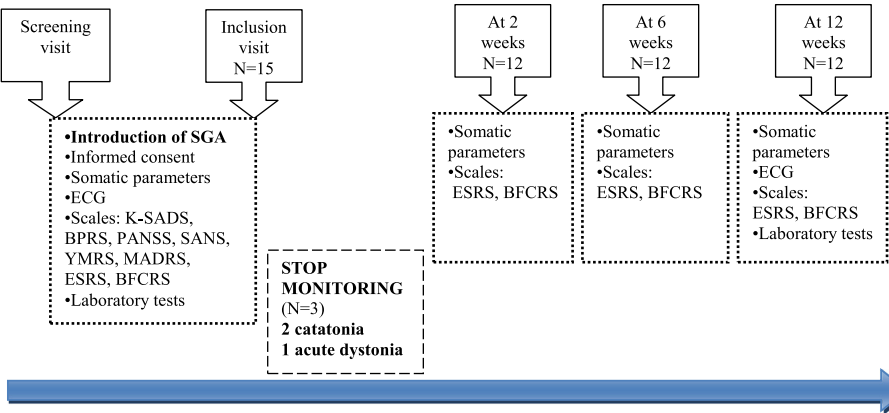 Screening
visit
Inclusion
visit
N=15
At 2
weeks
N=12
At 6
weeks
N=12
At 12
weeks
N=12
•Introduction of SGA
•Informed consent
•Somatic parameters
•ECG
•Scales: K-SADS,
BPRS, PANSS, SANS,
YMRS, MADRS,
ESRS, BFCRS
•Laboratory tests
STOP
MONITORING
(N=3)
2 catatonia
1 acute dystonia
•Somatic
parameters
•Scales:
ESRS, BFCRS
•Somatic
parameters
•Scales:
ESRS, BFCRS
•Somatic
parameters
•ECG
•Scales:
ESRS, BFCRS
•Laboratory tests